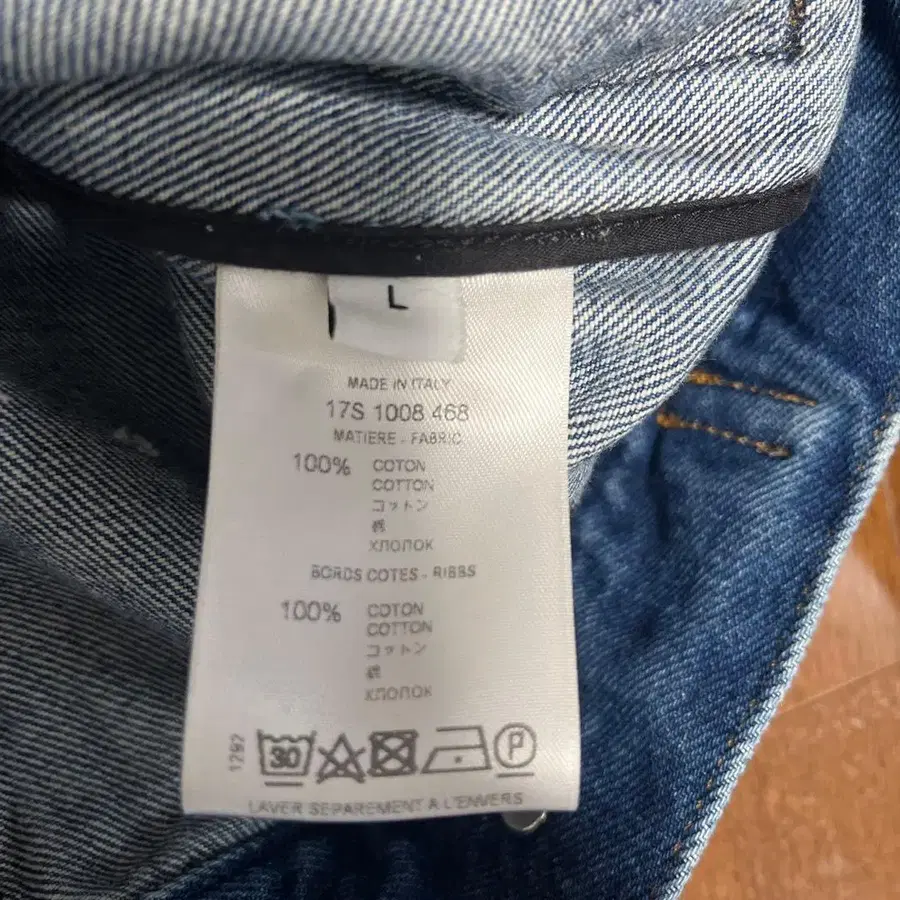 L
MADE IN ITALY
17S 1008 468
MATIERE - FABRIC
100% COTON
COTTON
コットン
棉
ХЛОПОК
BORDS COTES - RIBBS
100% COTON
COTTON
コットン
棉
ХЛОПОК
1297
30 P
LAVER SEPAREMENT A L'ENVERS